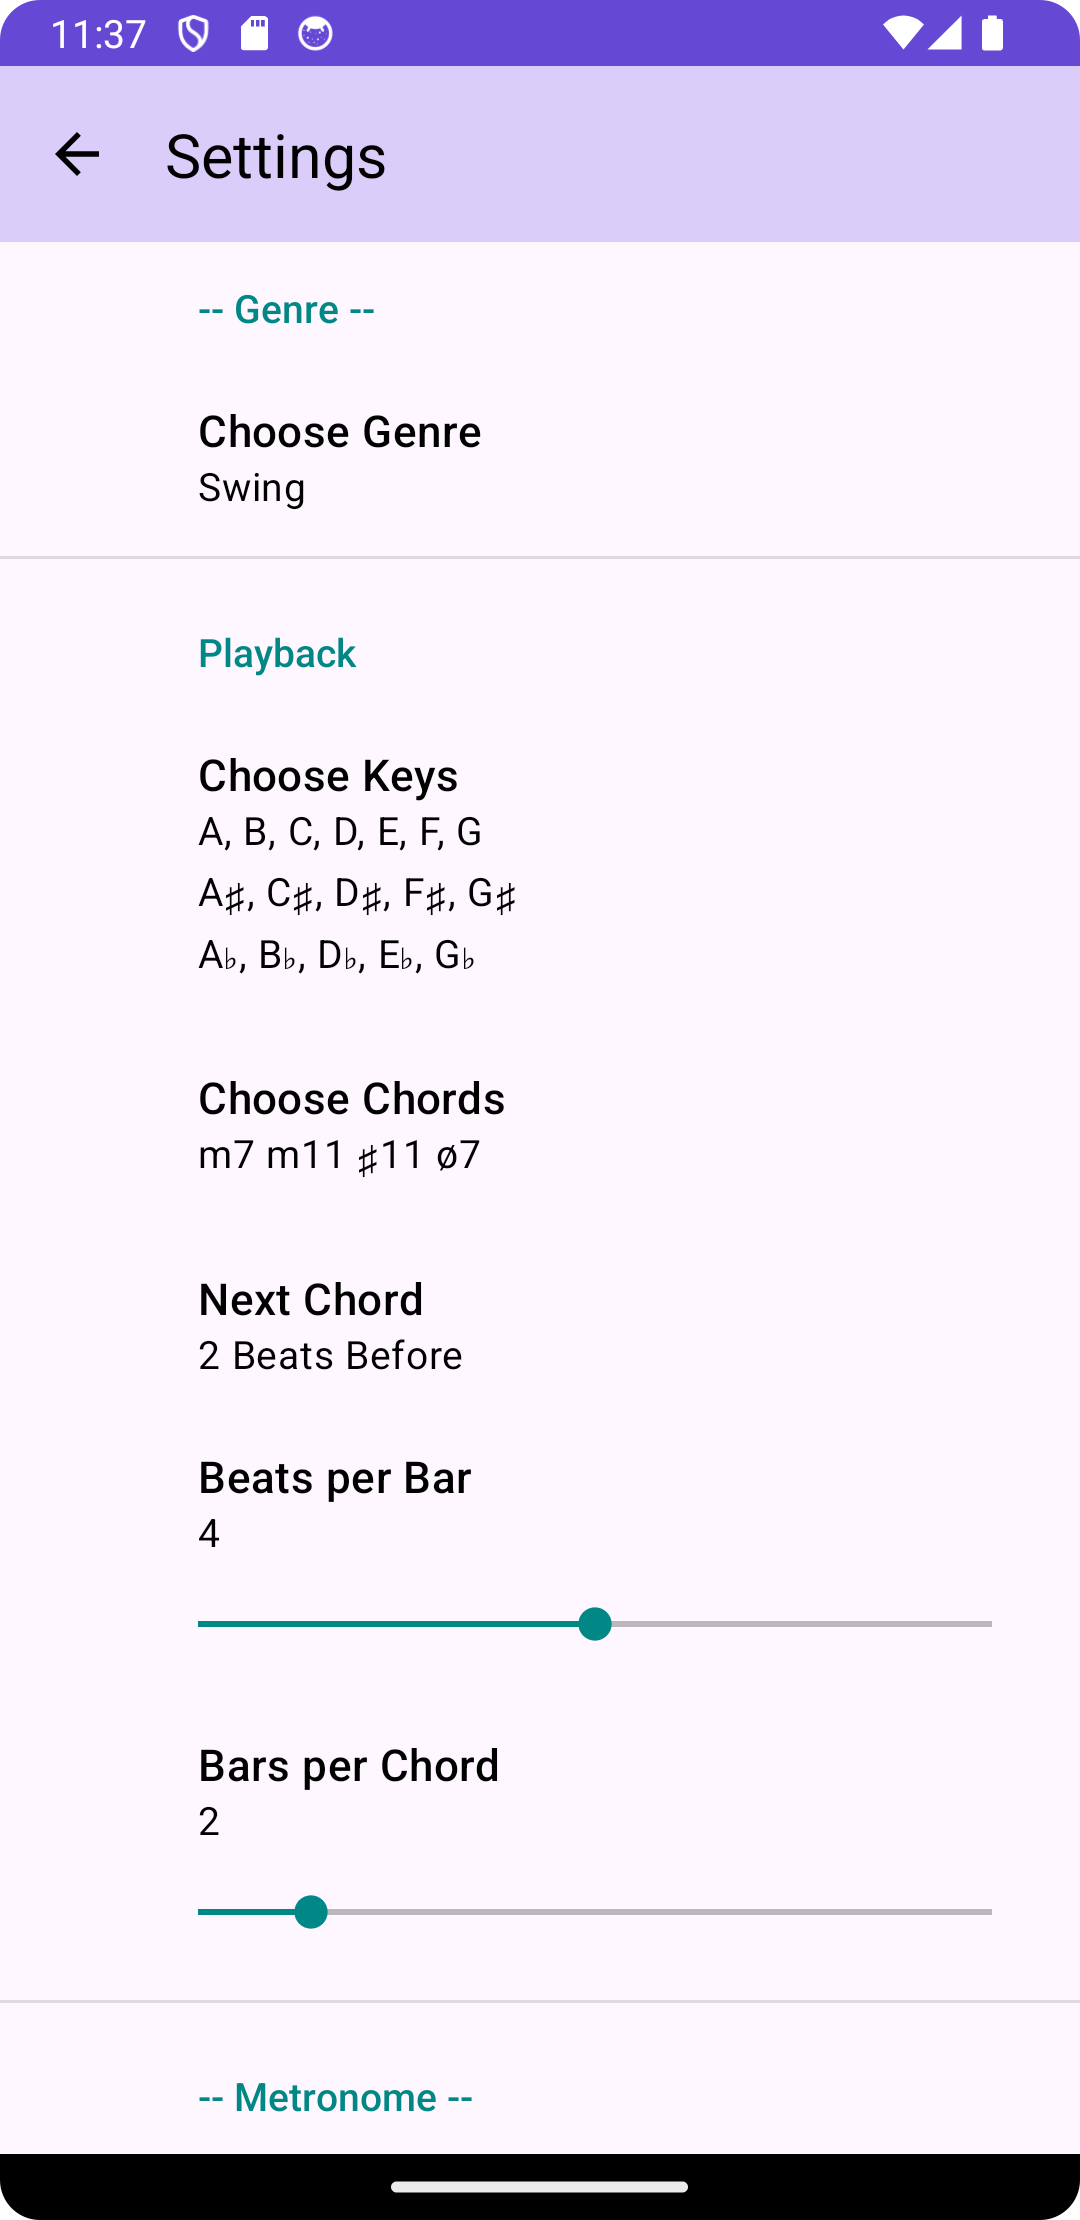 11:37
Settings
-- Genre --
Choose Genre
Swing
Playback
Choose Keys
A, B, C, D, E, F, G
A♯, C♯, D♯, F♯, G♯
A♭, B♭, D♭, E♭, G♭
Choose Chords
m7 m11 ♯11 ø7
Next Chord
2 Beats Before
Beats per Bar
4
Bars per Chord
2
-- Metronome --